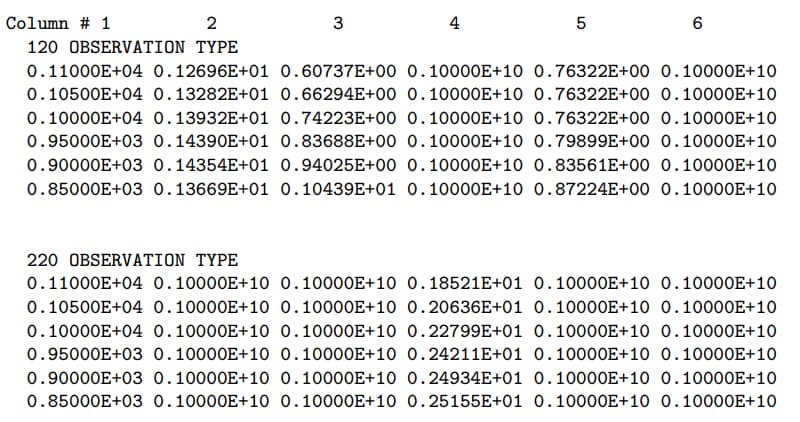 Column # 1 2 3 4 5 6
120 OBSERVATION TYPE
0.11000E+04 0.12696E+01 0.60737E+00 0.10000E+10 0.76322E+00 0.10000E+10
0.10500E+04 0.13282E+01 0.66294E+00 0.10000E+10 0.76322E+00 0.10000E+10
0.10000E+04 0.13932E+01 0.74223E+00 0.10000E+10 0.76322E+00 0.10000E+10
0.95000E+03 0.14390E+01 0.83688E+00 0.10000E+10 0.79899E+00 0.10000E+10
0.90000E+03 0.14354E+01 0.94025E+00 0.10000E+10 0.83561E+00 0.10000E+10
0.85000E+03 0.13669E+01 0.10439E+01 0.10000E+10 0.87224E+00 0.10000E+10
220 OBSERVATION TYPE
0.11000E+04 0.10000E+10 0.10000E+10 0.18521E+01 0.10000E+10 0.10000E+10
0.10500E+04 0.10000E+10 0.10000E+10 0.20636E+01 0.10000E+10 0.10000E+10
0.10000E+04 0.10000E+10 0.10000E+10 0.22799E+01 0.10000E+10 0.10000E+10
0.95000E+03 0.10000E+10 0.10000E+10 0.24211E+01 0.10000E+10 0.10000E+10
0.90000E+03 0.10000E+10 0.10000E+10 0.24934E+01 0.10000E+10 0.10000E+10
0.85000E+03 0.10000E+10 0.10000E+10 0.25155E+01 0.10000E+10 0.10000E+10